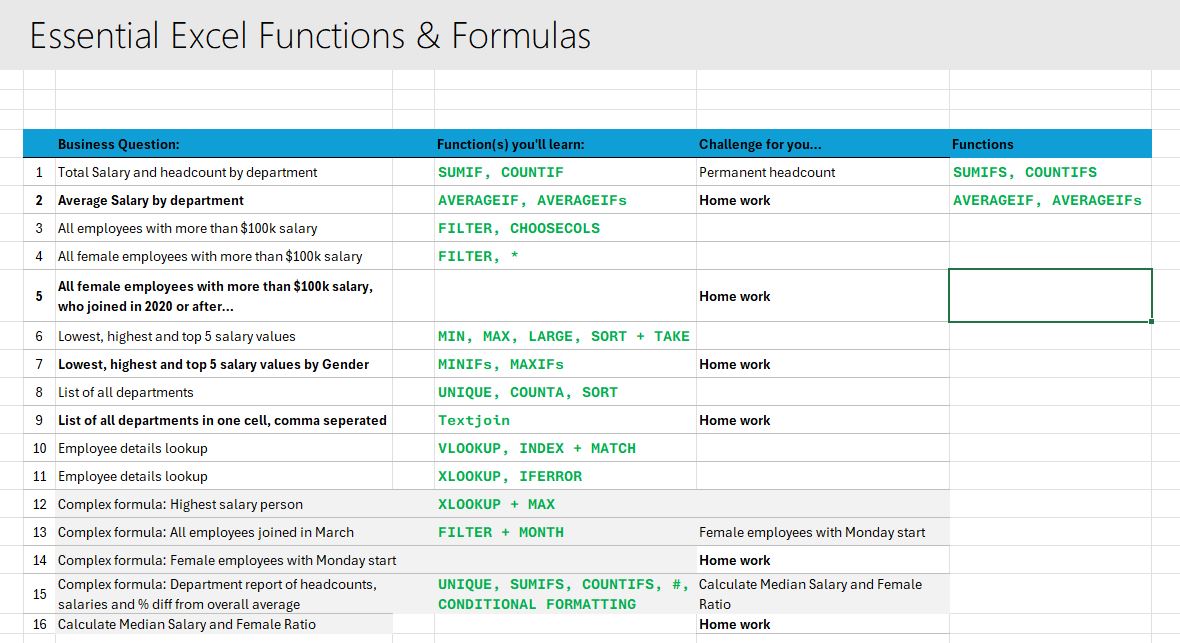 Essential Excel Functions & Formulas
Business Question: Function(s) you'll learn: Challenge for you... Functions
1 Total Salary and headcount by department SUMIF, COUNTIF Permanent headcount SUMIFS, COUNTIFS
2 Average Salary by department AVERAGEIF, AVERAGEIFs Home work AVERAGEIF, AVERAGEIFs
3 All employees with more than $100k salary FILTER, CHOOSECOLS
4 All female employees with more than $100k salary FILTER, *
5 All female employees with more than $100k salary,
who joined in 2020 or after... Home work
6 Lowest, highest and top 5 salary values MIN, MAX, LARGE, SORT + TAKE
7 Lowest, highest and top 5 salary values by Gender MINIFs, MAXIFs Home work
8 List of all departments UNIQUE, COUNTA, SORT
9 List of all departments in one cell, comma seperated Textjoin Home work
10 Employee details lookup VLOOKUP, INDEX + MATCH
11 Employee details lookup XLOOKUP, IFERROR
12 Complex formula: Highest salary person XLOOKUP + MAX
13 Complex formula: All employees joined in March FILTER + MONTH Female employees with Monday start
14 Complex formula: Female employees with Monday start Home work
15 Complex formula: Department report of headcounts, UNIQUE, SUMIFS, COUNTIFS, #, Calculate Median Salary and Female
salaries and % diff from overall average CONDITIONAL FORMATTING Ratio
16 Calculate Median Salary and Female Ratio Home work